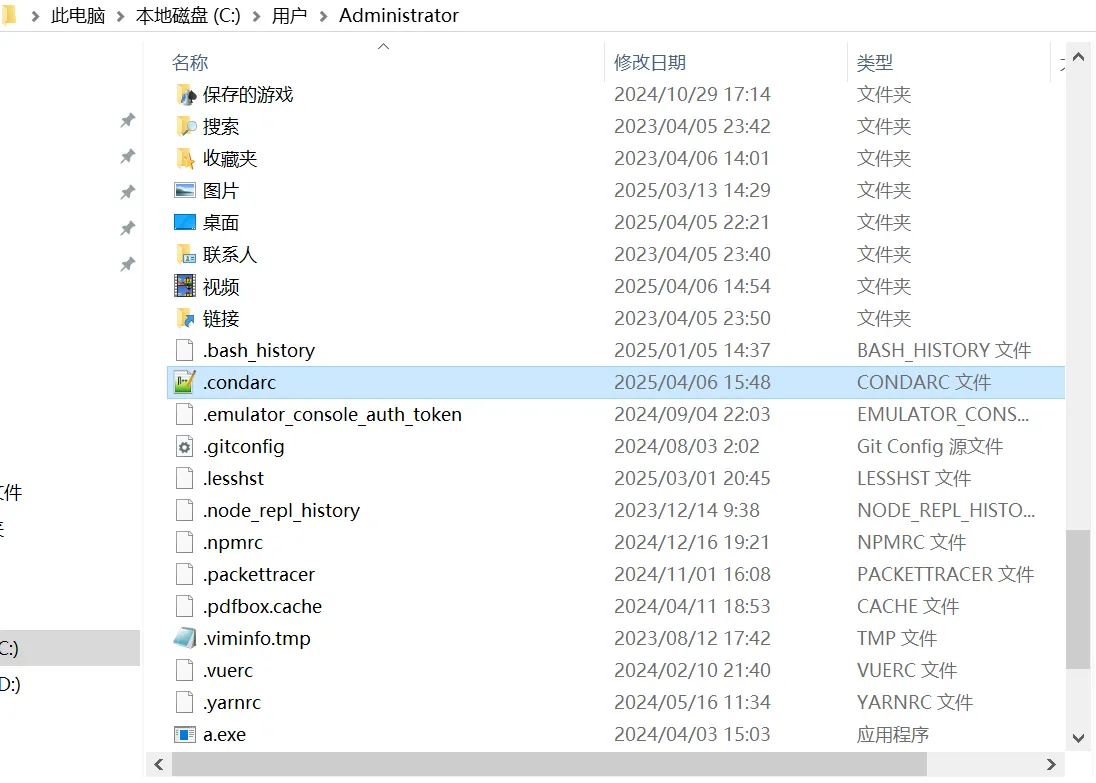 此电脑 本地磁盘 (C:) 用户 Administrator
名称 修改日期 类型
保存的游戏 2024/10/29 17:14 文件夹
搜索 2023/04/05 23:42 文件夹
收藏夹 2023/04/06 14:01 文件夹
图片 2025/03/13 14:29 文件夹
桌面 2025/04/05 22:21 文件夹
联系人 2023/04/05 23:40 文件夹
视频 2025/04/06 14:54 文件夹
链接 2023/04/05 23:50 文件夹
.bash_history 2025/01/05 14:37 BASH_HISTORY 文件
.condarc 2025/04/06 15:48 CONDARC 文件
.emulator_console_auth_token 2024/09/04 22:03 EMULATOR_CONS...
.gitconfig 2024/08/03 2:02 Git Config 源文件
.lesshst 2025/03/01 20:45 LESSHST 文件
件
.node_repl_history 2023/12/14 9:38 NODE_REPL_HISTO...
.npmrc 2024/12/16 19:21 NPMRC 文件
.packettracer 2024/11/01 16:08 PACKETTRACER 文件
.pdfbox.cache 2024/04/11 18:53 CACHE 文件
.viminfo.tmp 2023/08/12 17:42 TMP 文件
C:)
.vuerc 2024/02/10 21:40 VUERC 文件
D:)
.yarnrc 2024/05/16 11:34 YARNRC 文件
a.exe 2024/04/03 15:03 应用程序